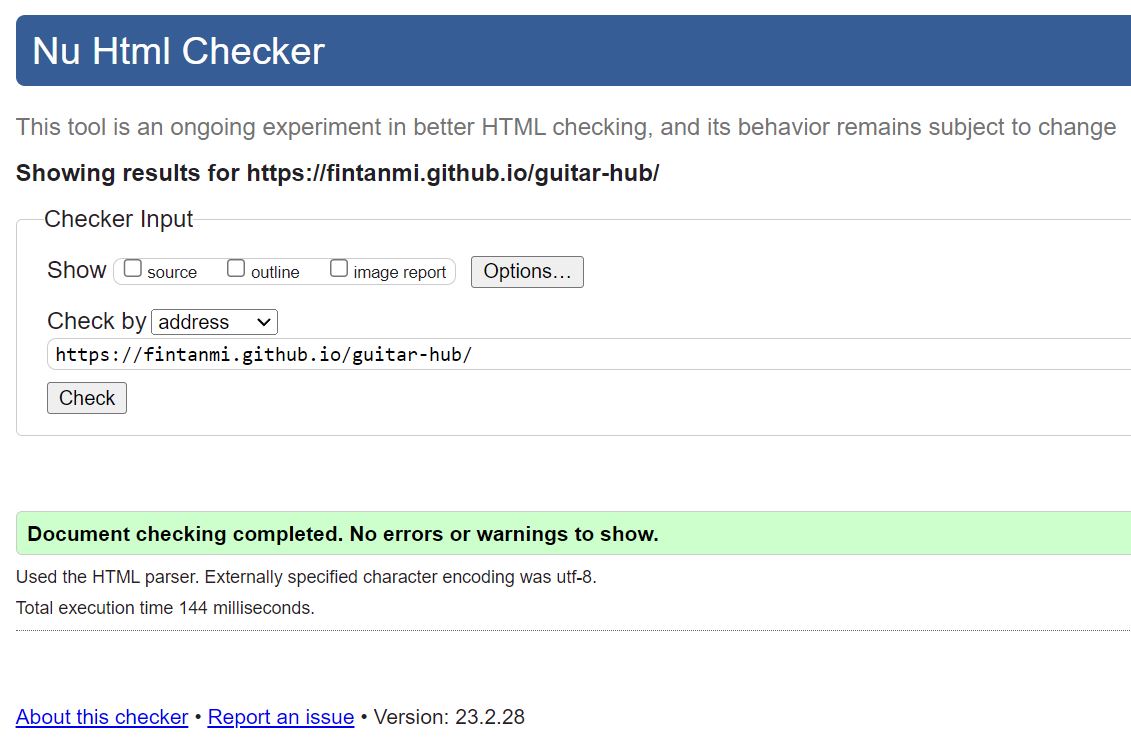 Nu Html Checker
This tool is an ongoing experiment in better HTML checking, and its behavior remains subject to change
Showing results for https://fintanmi.github.io/guitar-hub/
Checker Input
Show source outline image report Options...
Check by address
https://fintanmi.github.io/guitar-hub/
Check
Document checking completed. No errors or warnings to show.
Used the HTML parser. Externally specified character encoding was utf-8.
Total execution time 144 milliseconds.
About this checker • Report an issue • Version: 23.2.28